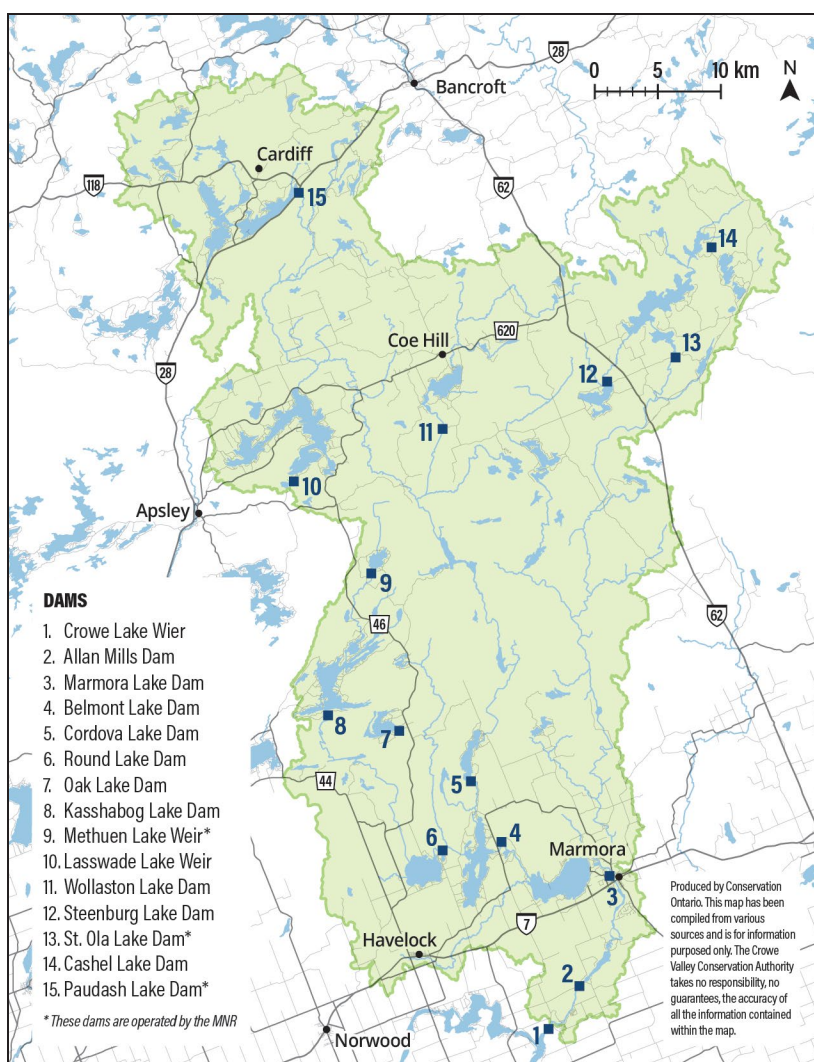 28
0 5 10 km
N
Bancroft
Cardiff
118
15
62
14
620
Coe Hill
13
12
28
11
10
Apsley
9
DAMS
1. Crowe Lake Wier
2. Allan Mills Dam
3. Marmora Lake Dam
4. Belmont Lake Dam
5. Cordova Lake Dam
6. Round Lake Dam
7. Oak Lake Dam
8. Kasshabog Lake Dam
9. Methuen Lake Weir*
10. Lasswade Lake Weir
11. Wollaston Lake Dam
12. Steenburg Lake Dam
13. St. Ola Lake Dam*
14. Cashel Lake Dam
15. Paudash Lake Dam*
* These dams are operated by the MNR
46
62
8
7
44
5
6
4
Marmora
3
7
Havelock
2
1
Norwood
Produced by Conservation
Ontario. This map has been
compiled from various
sources and is for information
purposed only. The Crowe
Valley Conservation Authority
takes no responsibility, no
guarantees, the accuracy of
all the information contained
within the map.